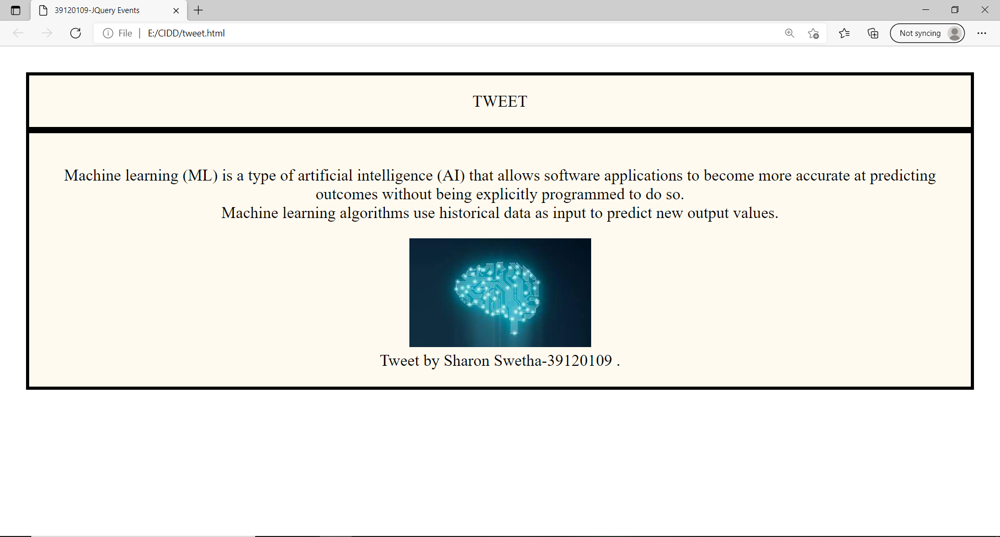 39120109-JQuery Events
File | E:/CIDD/tweet.html
Not syncing
TWEET
Machine learning (ML) is a type of artificial intelligence (AI) that allows software applications to become more accurate at predicting
outcomes without being explicitly programmed to do so.
Machine learning algorithms use historical data as input to predict new output values.
Tweet by Sharon Swetha-39120109 .